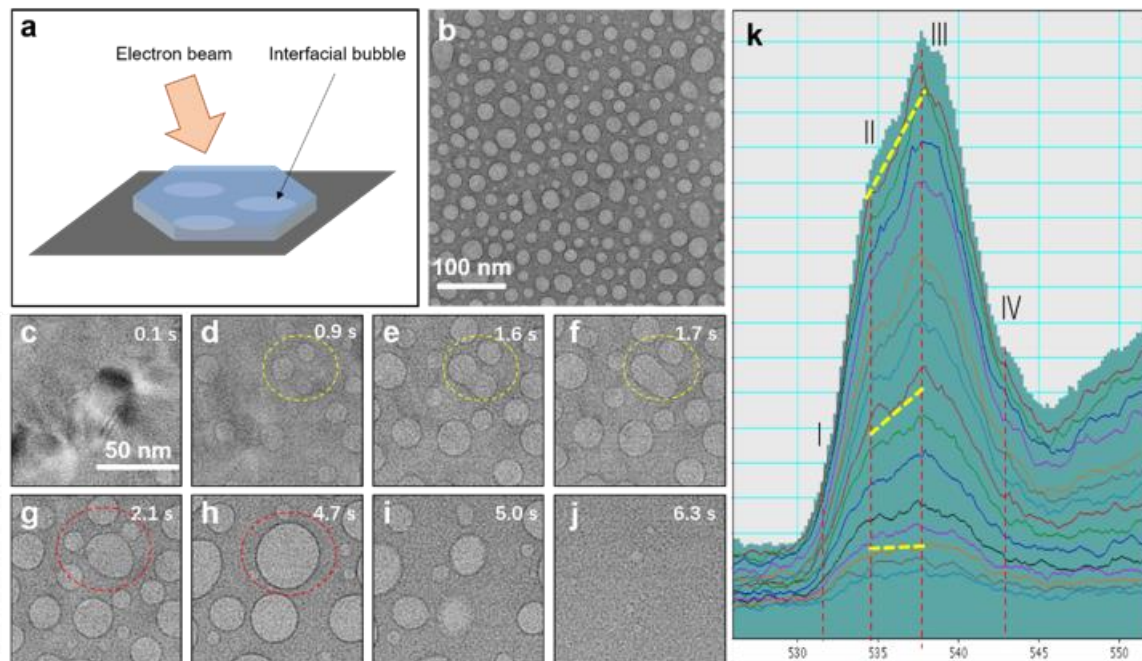 a
Electron beam
Interfacial bubble
b
100 nm
c
0.1 s
50 nm
d
0.9 s
e
1.6 s
f
1.7 s
g
2.1 s
h
4.7 s
i
5.0 s
j
6.3 s
k
III
II
IV
I
530 535 540 545 550